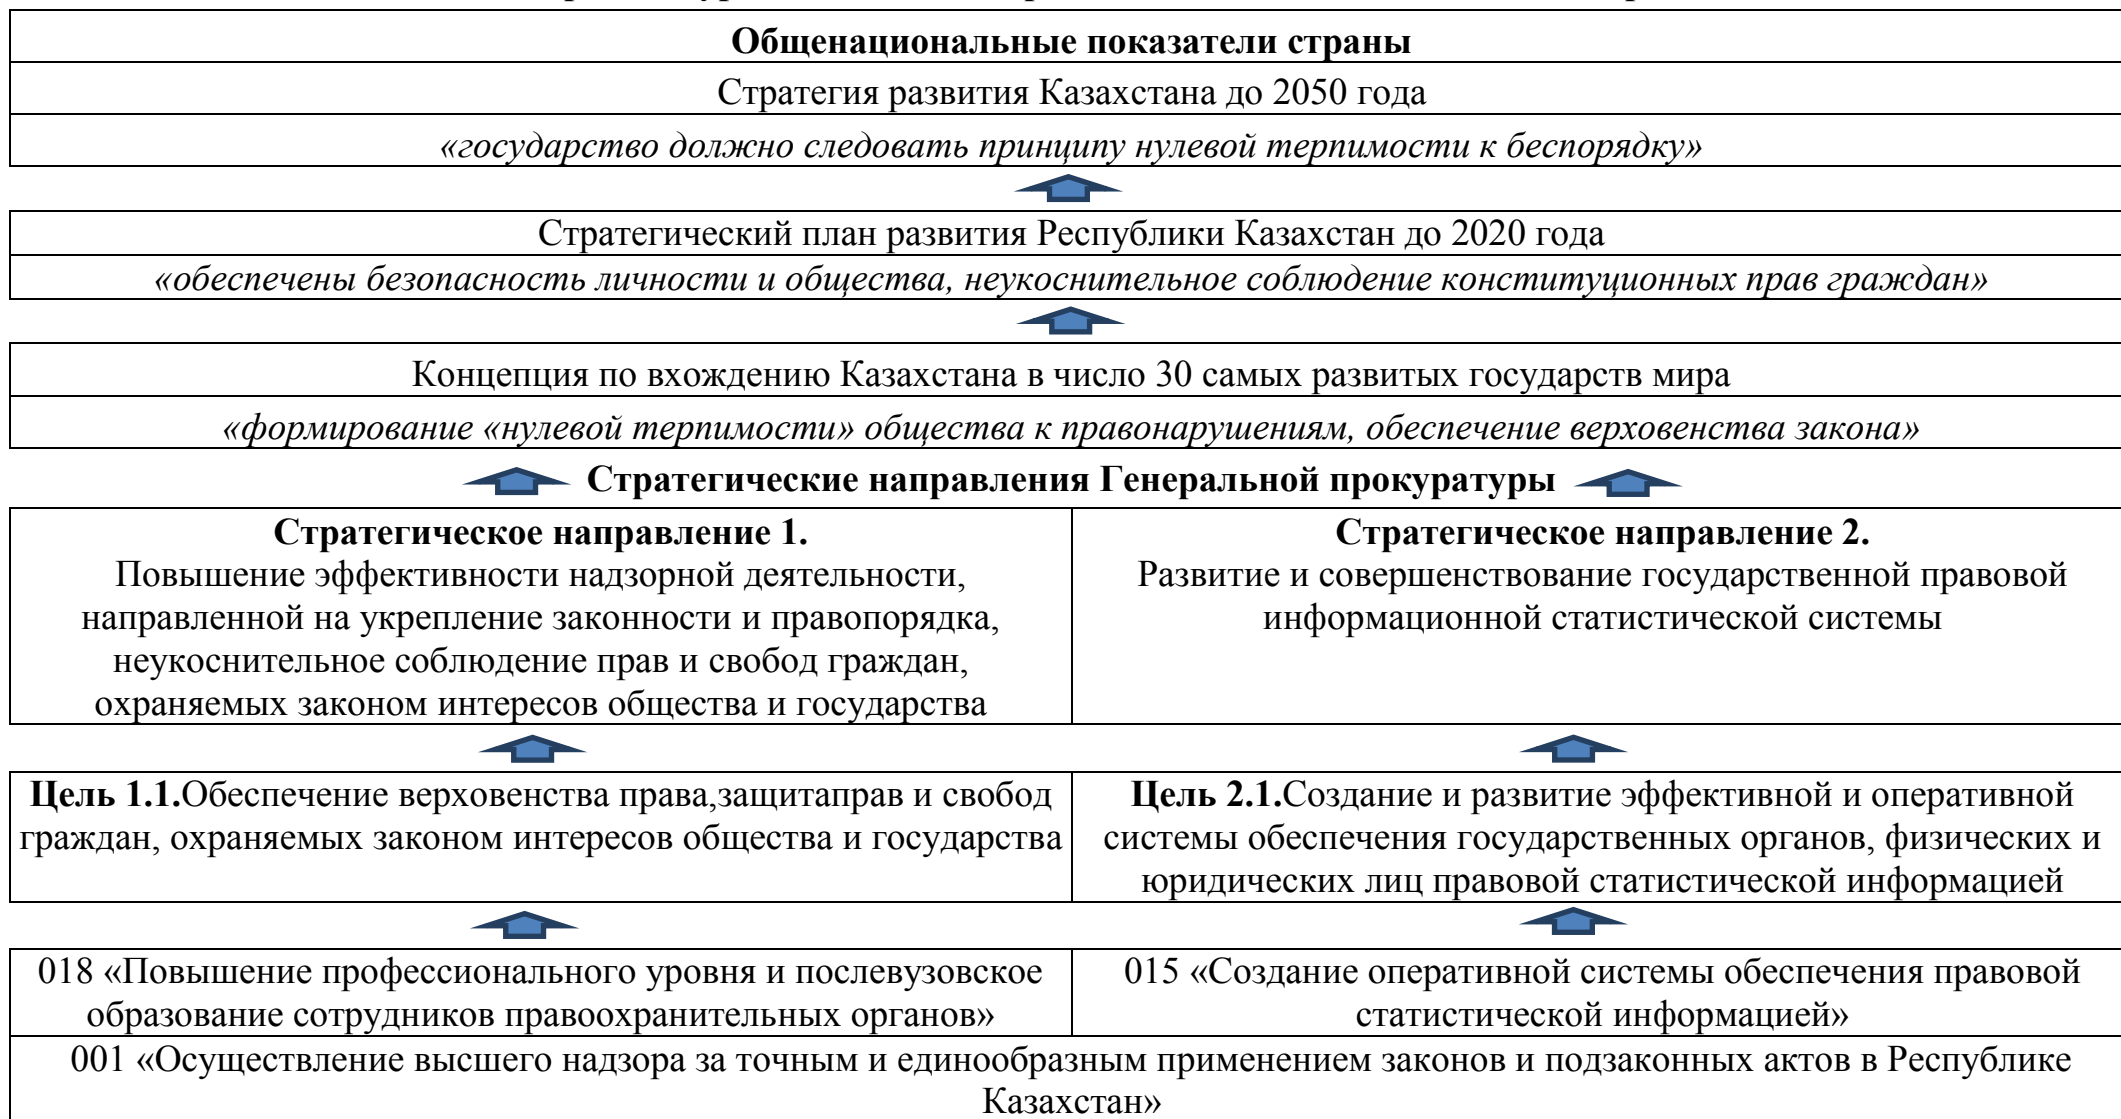 Общенациональные показатели страны
Стратегия развития Казахстана до 2050 года
«государство должно следовать принципу нулевой терпимости к беспорядку»
Стратегический план развития Республики Казахстан до 2020 года
«обеспечены безопасность личности и общества, неукоснительное соблюдение конституционных прав граждан»
Концепция по вхождению Казахстана в число 30 самых развитых государств мира
«формирование «нулевой терпимости» общества к правонарушениям, обеспечение верховенства закона»
Стратегические направления Генеральной прокуратуры
Стратегическое направление 1.
Повышение эффективности надзорной деятельности,
направленной на укрепление законности и правопорядка,
неукоснительное соблюдение прав и свобод граждан,
охраняемых законом интересов общества и государства
Стратегическое направление 2.
Развитие и совершенствование государственной правовой
информационной статистической системы
Цель 1.1.Обеспечение верховенства права,защитаправ и свобод
граждан, охраняемых законом интересов общества и государства
Цель 2.1.Создание и развитие эффективной и оперативной
системы обеспечения государственных органов, физических и
юридических лиц правовой статистической информацией
018 «Повышение профессионального уровня и послевузовское
образование сотрудников правоохранительных органов»
015 «Создание оперативной системы обеспечения правовой
статистической информацией»
001 «Осуществление высшего надзора за точным и единообразным применением законов и подзаконных актов в Республике
Казахстан»